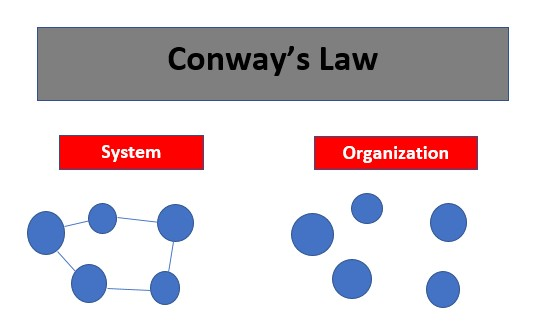 Conway’s Law
System
Organization